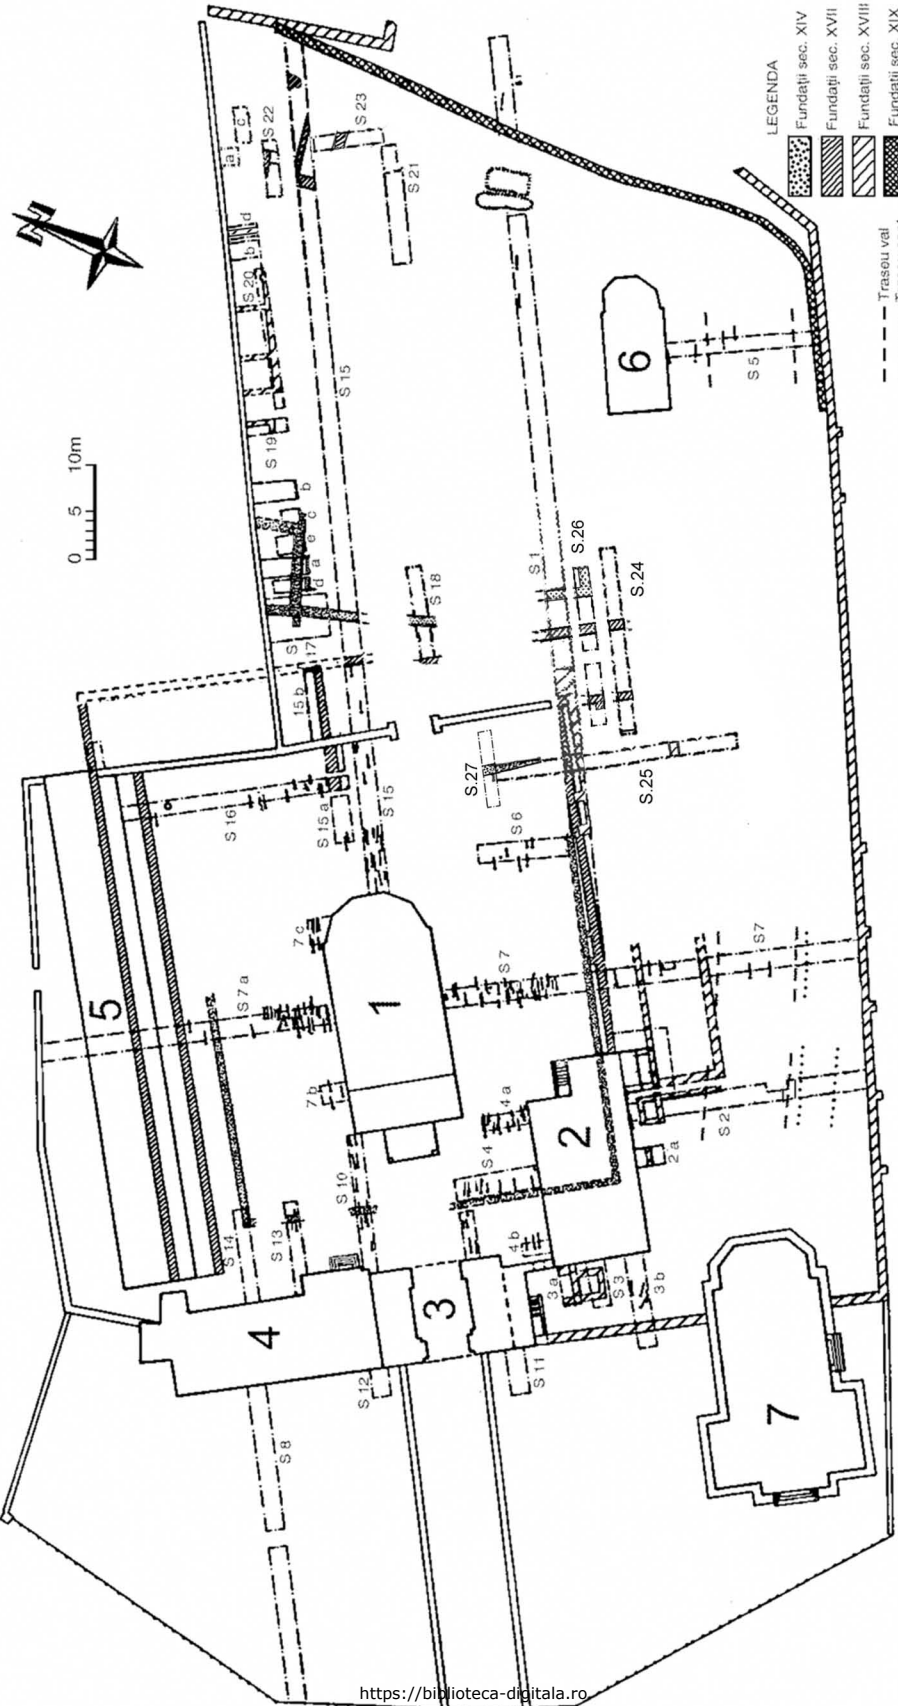 LEGENDA
Fundații sec. XIV
Fundații sec. XVII
Fundații sec. XVIII
Fundații sec. XIX
Traseu val
N
0 5 10m
a
c
S 22
S 23
S 21
d
b
S 20
S 15
S 19
b
c
e
a
d
S 17
S 18
S 1
S.26
S.24
S.25
S.27
6
S 5
15 b
S 16
S 15 a
S 15
S 6
7 c
S 7
S7
5
S 7 a
1
7 b
4a
S 4
2
S 2
2 a
S 10
S 14
S 13
4 b
3
3 a
S 3
3 b
4
S 12
S 11
S 8
7
https://biblioteca-digitala.ro